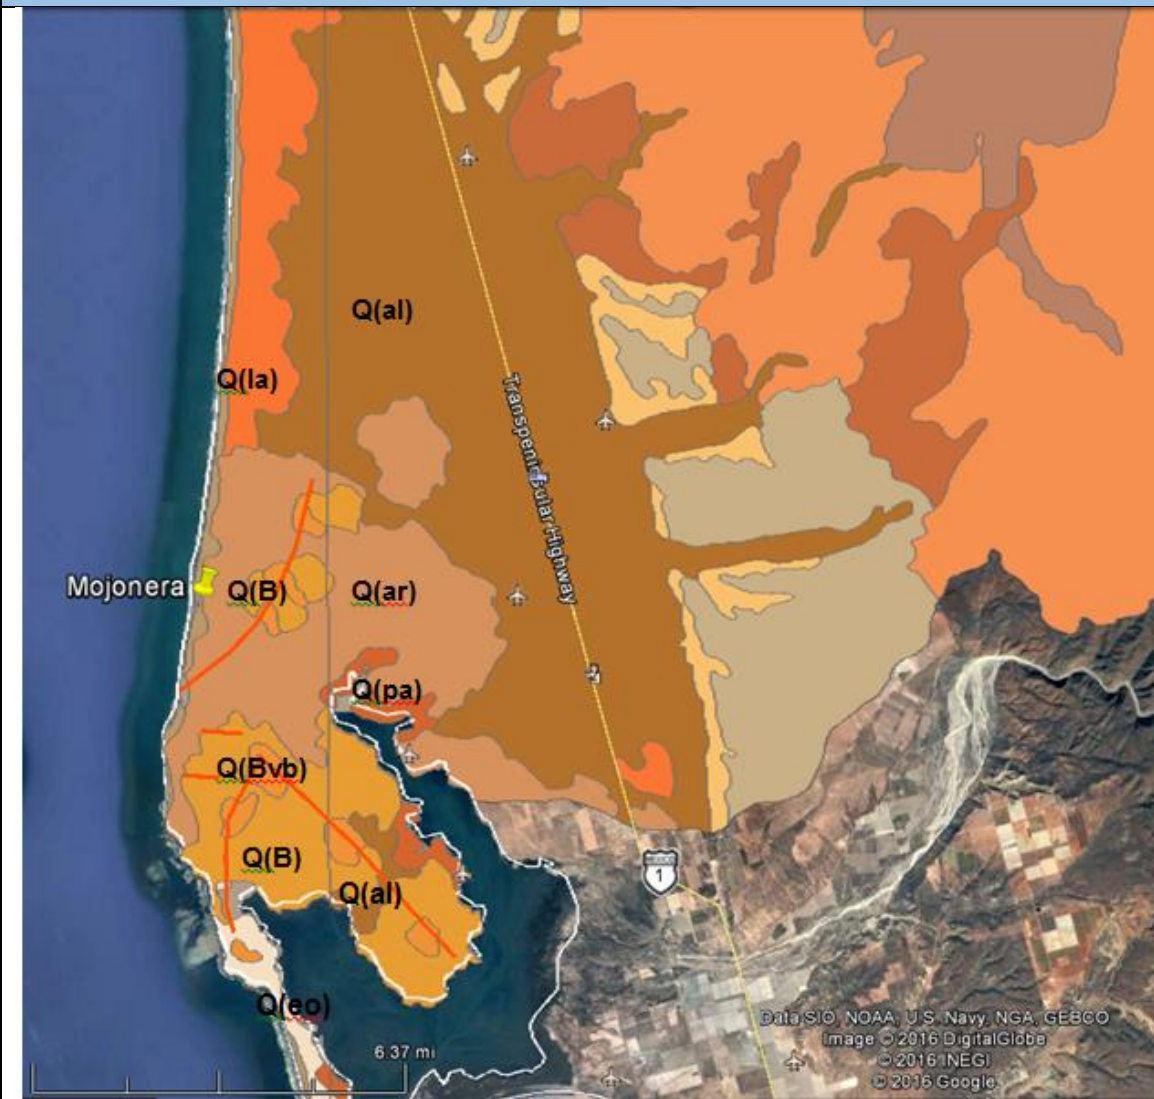 Q(al)
Q(la)
Transpeninsular Highway
Mojonera
Q(B)
Q(ar)
Q(pa)
Q(Bvb)
Q(B)
Q(al)
1
Q(eo)
6.37 mi
Data SIO, NOAA, U.S. Navy, NGA, GEBCO
Image © 2016 DigitalGlobe
© 2016 INEGI
© 2016 Google